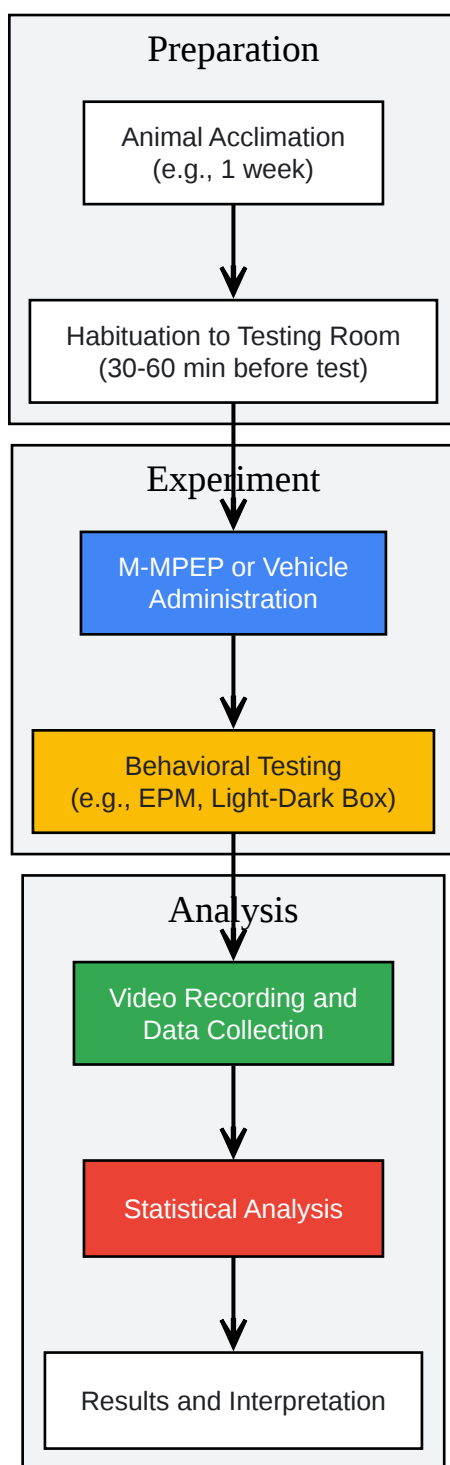 Preparation
Animal Acclimation
(e.g., 1 week)
Habituation to Testing Room
(30-60 min before test)
Experiment
M-MPEP or Vehicle
Administration
Behavioral Testing
(e.g., EPM, Light-Dark Box)
Analysis
Video Recording and
Data Collection
Statistical Analysis
Results and Interpretation